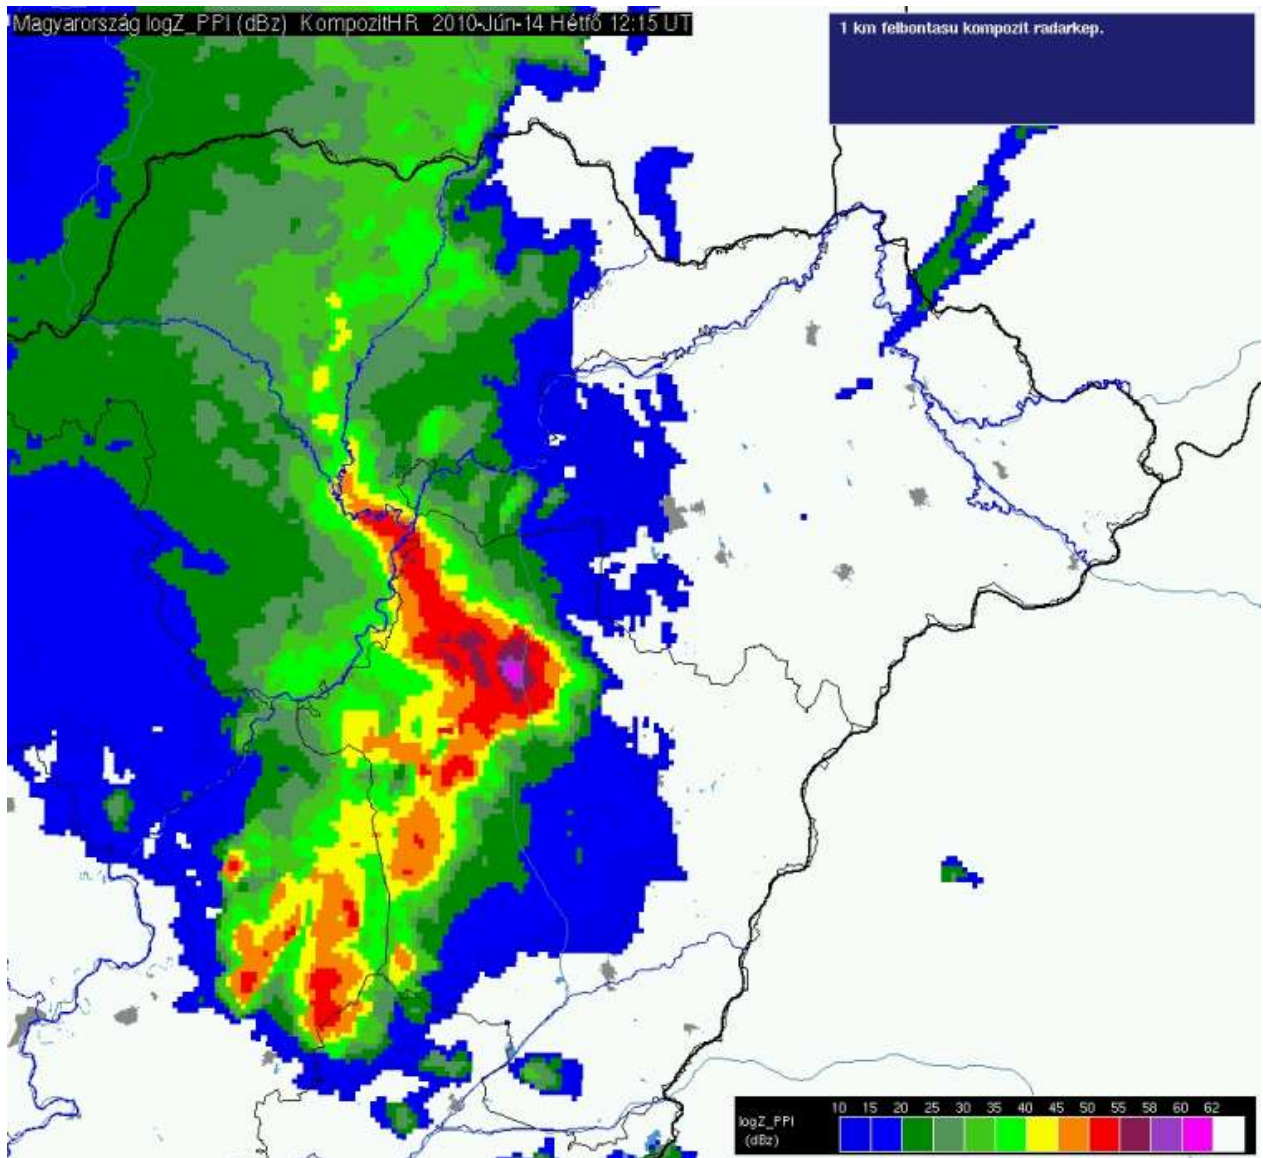 Magyarország logZ_PPI (dBz) KompozitHR 2010-Jún-14 Hétfő 12:15 UT
1 km felbontasu kompozit radarkep.
10 15 20 25 30 35 40 45 50 55 58 60 62
logZ_PPI
(dBz)